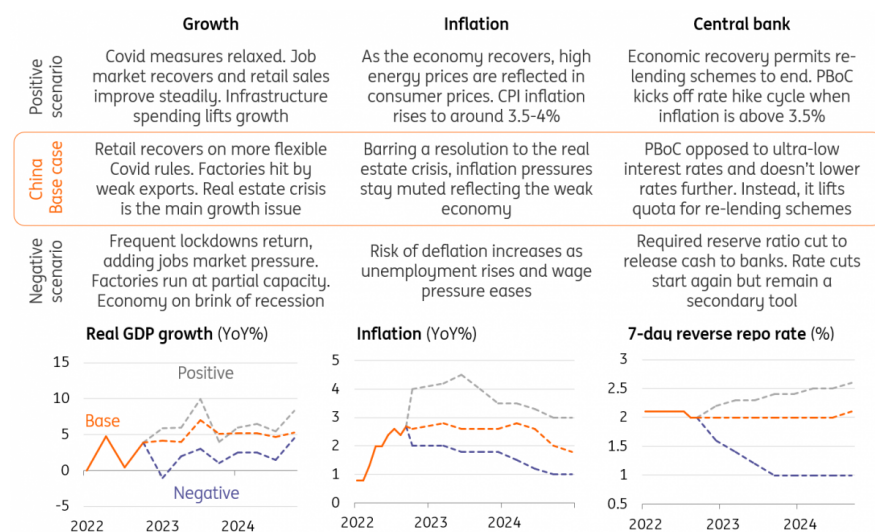 Growth
Inflation
Central bank
Positive
scenario
Covid measures relaxed. Job
market recovers and retail sales
improve steadily. Infrastructure
spending lifts growth
As the economy recovers, high
energy prices are reflected in
consumer prices. CPI inflation
rises to around 3.5-4%
Economic recovery permits re-
lending schemes to end. PBoC
kicks off rate hike cycle when
inflation is above 3.5%
China
Base case
Retail recovers on more flexible
Covid rules. Factories hit by
weak exports. Real estate crisis
is the main growth issue
Barring a resolution to the real
estate crisis, inflation pressures
stay muted reflecting the weak
economy
PBoC opposed to ultra-low
interest rates and doesn't lower
rates further. Instead, it lifts
quota for re-lending schemes
Negative
scenario
Frequent lockdowns return,
adding jobs market pressure.
Factories run at partial capacity.
Economy on brink of recession
Risk of deflation increases as
unemployment rises and wage
pressure eases
Required reserve ratio cut to
release cash to banks. Rate cuts
start again but remain a
secondary tool
Real GDP growth (YoY%)
15
10
5
0
-5
Positive
Base
Negative
2022 2023 2024
Inflation (YoY%)
5
4
3
2
1
0
2022 2023 2024
7-day reverse repo rate (%)
3
2.5
2
1.5
1
0.5
2022 2023 2024